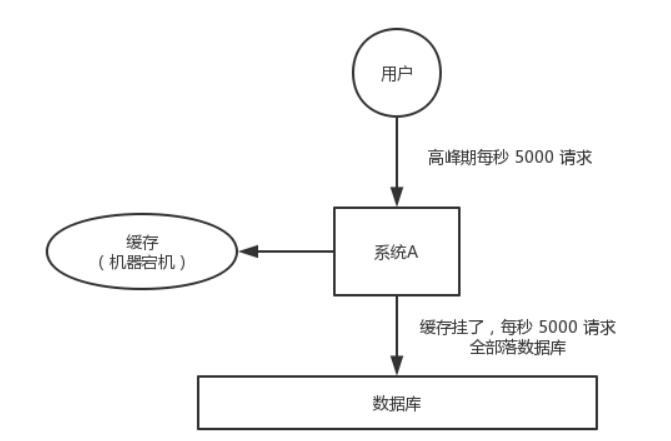 用户
高峰期每秒 5000 请求
缓存
（机器宕机）
系统A
缓存挂了，每秒 5000 请求
全部落数据库
数据库